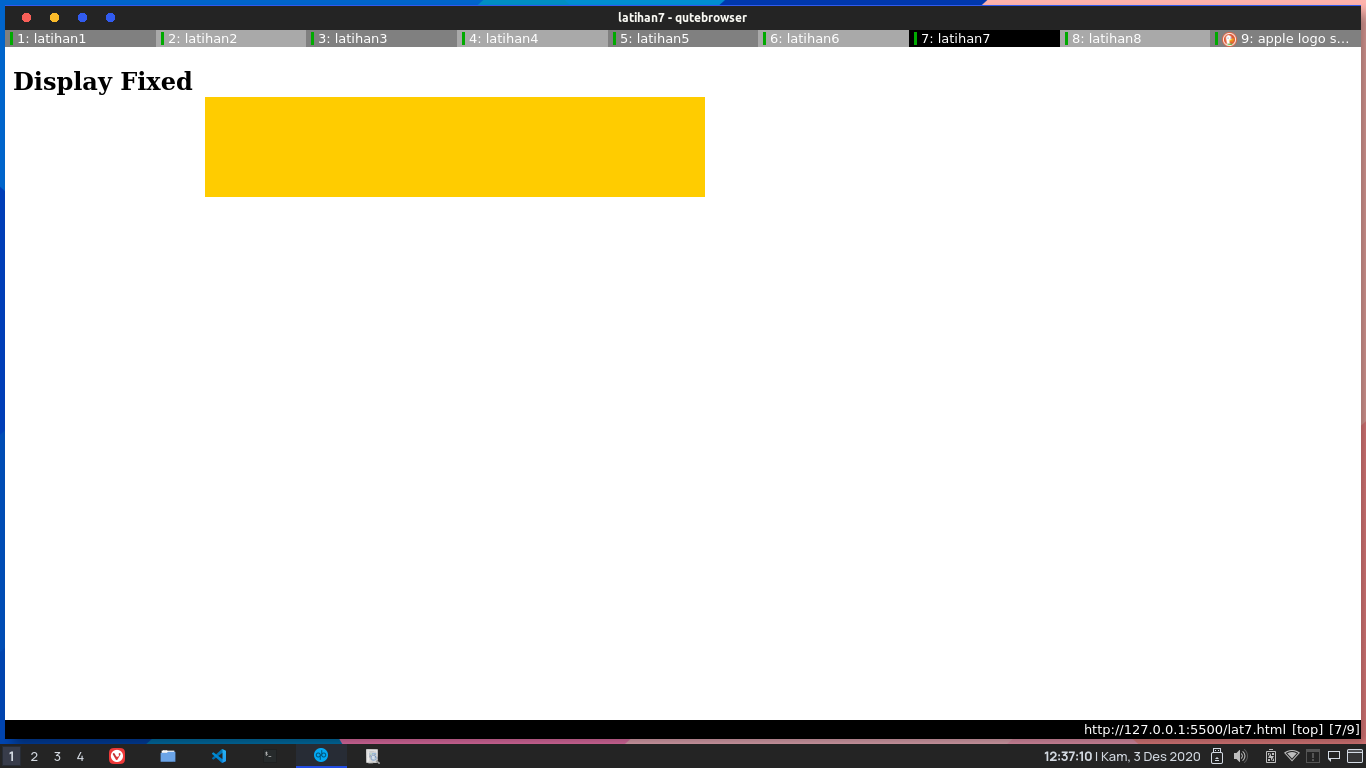 latihan7 - qutebrowser
1: latihan1 2: latihan2 3: latihan3 4: latihan4 5: latihan5 6: latihan6 7: latihan7 8: latihan8 9: apple logo s...
Display Fixed
http://127.0.0.1:5500/lat7.html [top] [7/9]
1 2 3 4 12:37:10 | Kam, 3 Des 2020